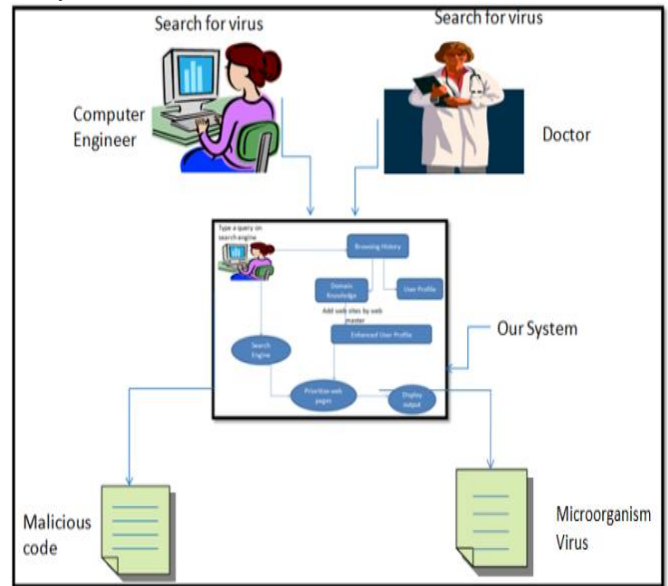 Search for virus
Search for virus
Computer
Engineer
Doctor
Type a query on
search engine
Browsing History
Domain
Knowledge
User Profile
Add web sites by web
master
Enhanced User Profile
Search
Engine
Prioritise web
pages
Display
output
Our System
Malicious
code
Microorganism
Virus